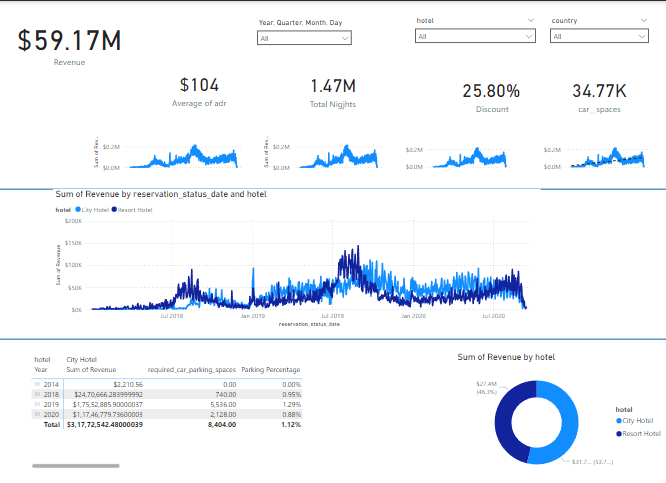 $59.17M
Revenue
Year, Quarter, Month, Day
All
hotel
All
country
All
$104
Average of adr
1.47M
Total Nigjhts
25.80%
Discount
34.77K
car_spaces
Sum of Rev...
$0.2M
$0.0M
Sum of Rev...
$0.2M
$0.0M
$0.2M
$0.0M
$0.2M
$0.0M
Sum of Revenue by reservation_status_date and hotel
hotel City Hotel Resort Hotel
Sum of Revenue
$200K
$150K
$100K
$50K
$0K
Jul 2018 Jan 2019 Jul 2019 Jan 2020 Jul 2020
reservation_status_date
hotel City Hotel
Year Sum of Revenue required_car_parking_spaces Parking Percentage
2014 $2,210.56 0.00 0.00%
2018 $24,70,666.283999992 740.00 0.95%
2019 $1,75,52,885.90000037 5,536.00 1.29%
2020 $1,17,46,779.73600003 2,128.00 0.88%
Total $3,17,72,542.48000039 8,404.00 1.12%
Sum of Revenue by hotel
$27.4M
(46.3%)
$31.7... (53.7...)
hotel
City Hotel
Resort Hotel